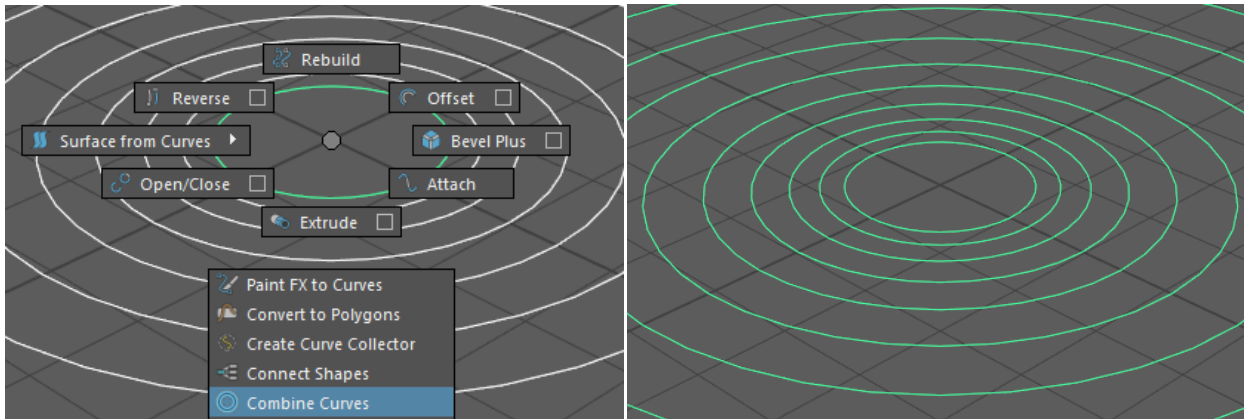 Rebuild
Reverse
Offset
Surface from Curves
Bevel Plus
Open/Close
Attach
Extrude
Paint FX to Curves
Convert to Polygons
Create Curve Collector
Connect Shapes
Combine Curves